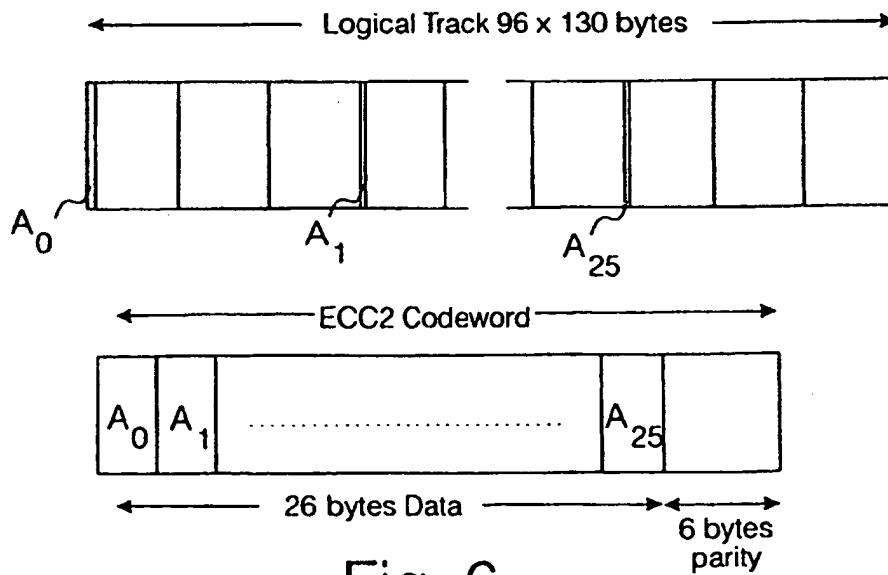 Logical Track 96 x 130 bytes
A0 A1 A25
ECC2 Codeword
A0 A1 .......................... A25
26 bytes Data 6 bytes
parity